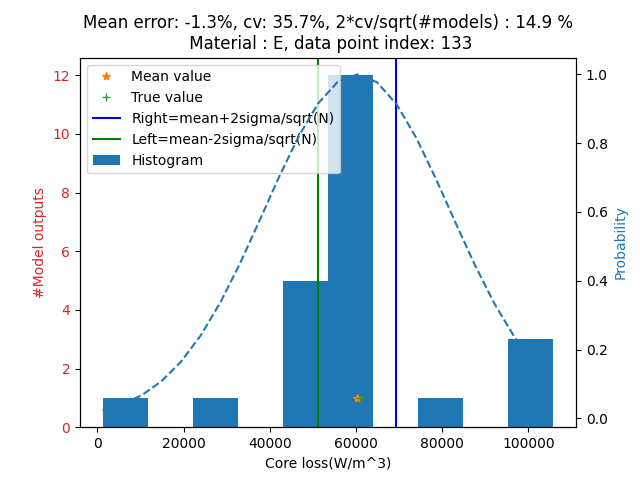 Mean error: -1.3%, cv: 35.7%, 2*cv/sqrt(#models) : 14.9 %
Material : E, data point index: 133
Mean value
True value
Right=mean+2sigma/sqrt(N)
Left=mean-2sigma/sqrt(N)
Histogram
#Model outputs
12
10
8
6
4
2
0
1.0
0.8
0.6
0.4
0.2
0.0
Probability
0 20000 40000 60000 80000 100000
Core loss(W/m^3)